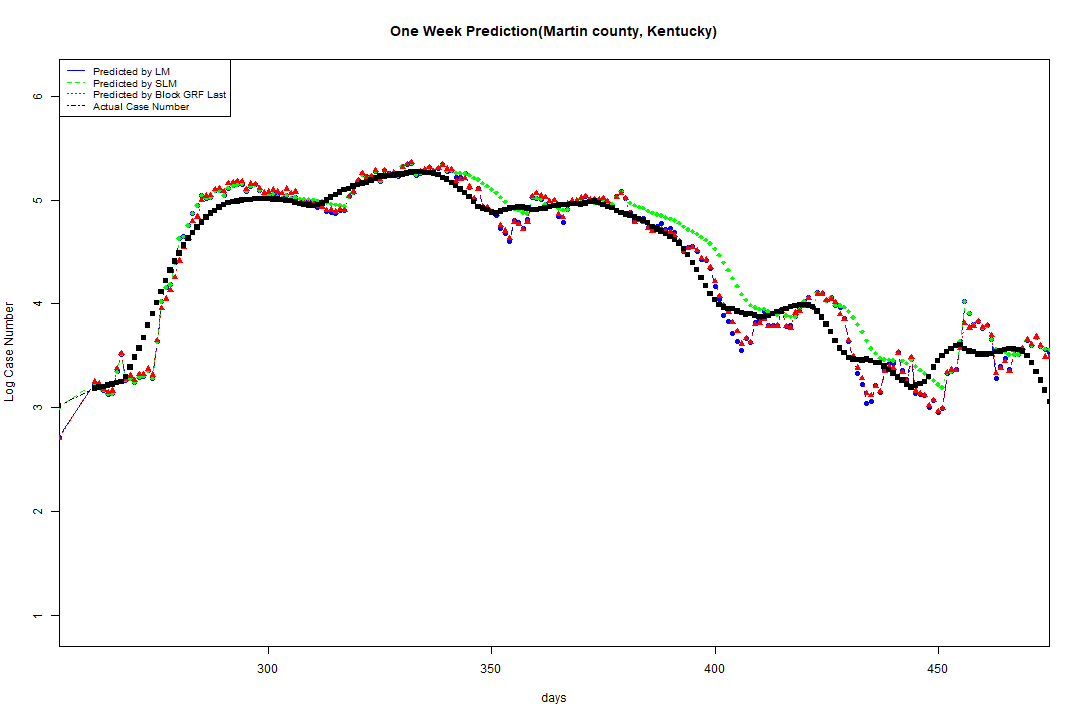 One Week Prediction(Martin county, Kentucky)
Predicted by LM
Predicted by SLM
Predicted by Block GRF Last
Actual Case Number
6
5
4
3
2
1
Log Case Number
300
350
400
450
days